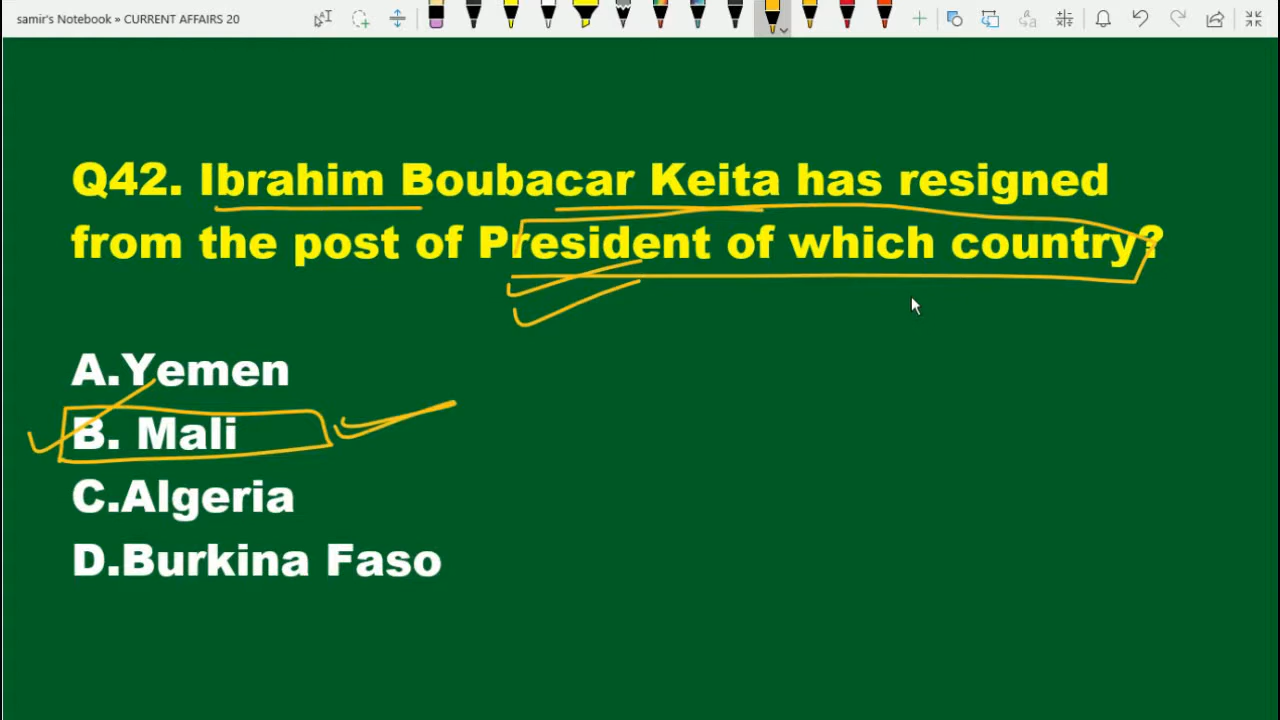 samir's Notebook » CURRENT AFFAIRS 20
Q42. Ibrahim Boubacar Keita has resigned
from the post of President of which country?
A.Yemen
B. Mali
C.Algeria
D.Burkina Faso